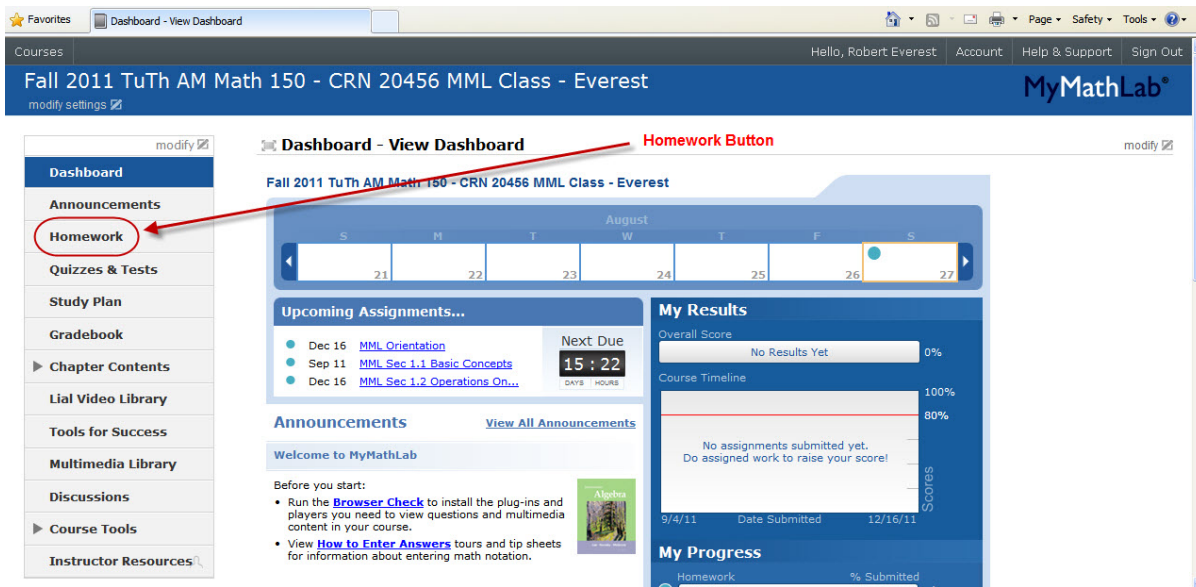 Favorites
Dashboard - View Dashboard
Page
Safety
Tools
Courses
Hello, Robert Everest
Account
Help & Support
Sign Out
Fall 2011 TuTh AM Math 150 - CRN 20456 MML Class - Everest
modify settings
MyMathLab®
modify
Dashboard
Announcements
Homework
Quizzes & Tests
Study Plan
Gradebook
Chapter Contents
Lial Video Library
Tools for Success
Multimedia Library
Discussions
Course Tools
Instructor Resources
Dashboard - View Dashboard
Homework Button
modify
Fall 2011 TuTh AM Math 150 - CRN 20456 MML Class - Everest
August
S M T W T F S
21 22 23 24 25 26 27
Upcoming Assignments...
Dec 16 MML Orientation
Sep 11 MML Sec 1.1 Basic Concepts
Dec 16 MML Sec 1.2 Operations On...
Next Due
15 : 22
DAYS HOURS
Announcements
View All Announcements
Welcome to MyMathLab
Before you start:
• Run the Browser Check to install the plug-ins and
players you need to view questions and multimedia
content in your course.
• View How to Enter Answers tours and tip sheets
for information about entering math notation.
Algebra
My Results
Overall Score
No Results Yet
0%
Course Timeline
100%
80%
No assignments submitted yet.
Do assigned work to raise your score!
Scores
9/4/11 Date Submitted 12/16/11
My Progress
Homework % Submitted